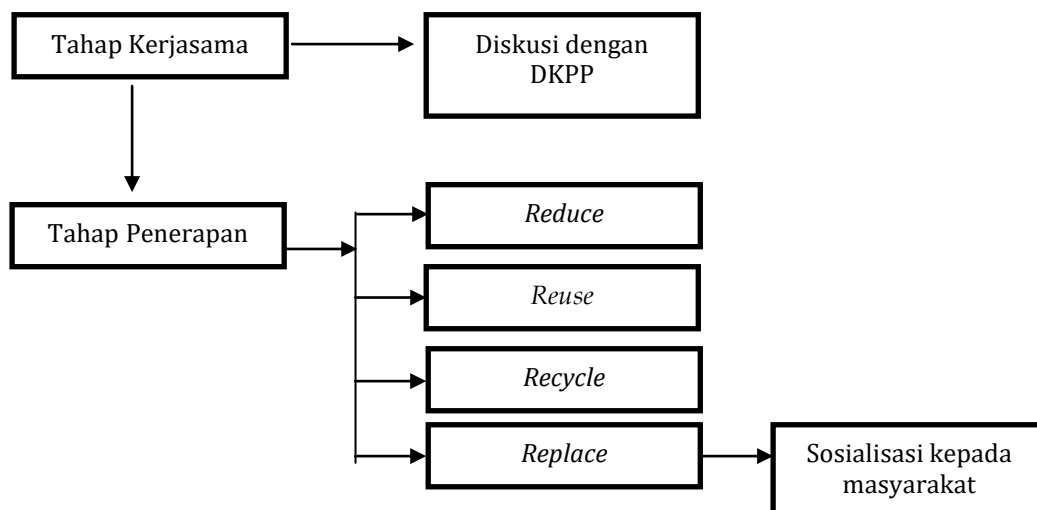 Tahap Kerjasama
Diskusi dengan
DKPP
Tahap Penerapan
Reduce
Reuse
Recycle
Replace
Sosialisasi kepada
masyarakat